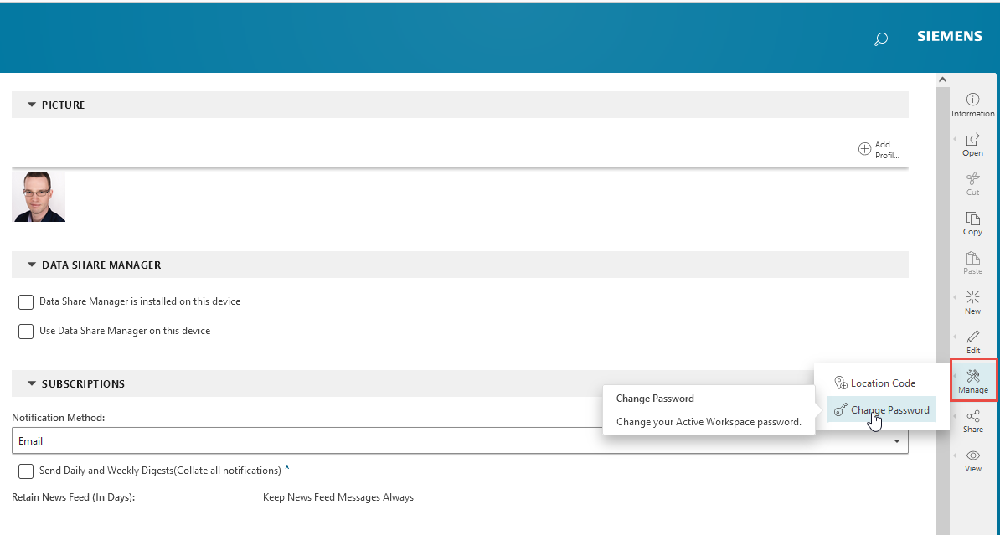 SIEMENS
PICTURE
Add
Profil...
DATA SHARE MANAGER
Data Share Manager is installed on this device
Use Data Share Manager on this device
SUBSCRIPTIONS
Notification Method:
Email
Send Daily and Weekly Digests(Collate all notifications) *
Retain News Feed (In Days): Keep News Feed Messages Always
Change Password
Change your Active Workspace password.
Location Code
Change Password
Information
Open
Cut
Copy
Paste
New
Edit
Manage
Share
View